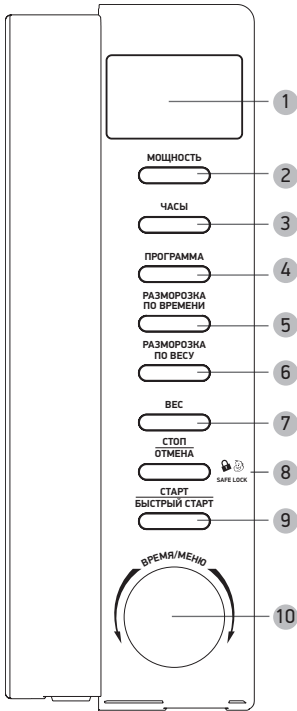 1
МОЩНОСТЬ
2
ЧАСЫ
3
ПРОГРАММА
4
РАЗМОРОЗКА
ПО ВРЕМЕНИ
5
РАЗМОРОЗКА
ПО ВЕСУ
6
ВЕС
7
СТОП
ОТМЕНА
SAFE LOCK
8
СТАРТ
БЫСТРЫЙ СТАРТ
9
ВРЕМЯ/МЕНЮ
10